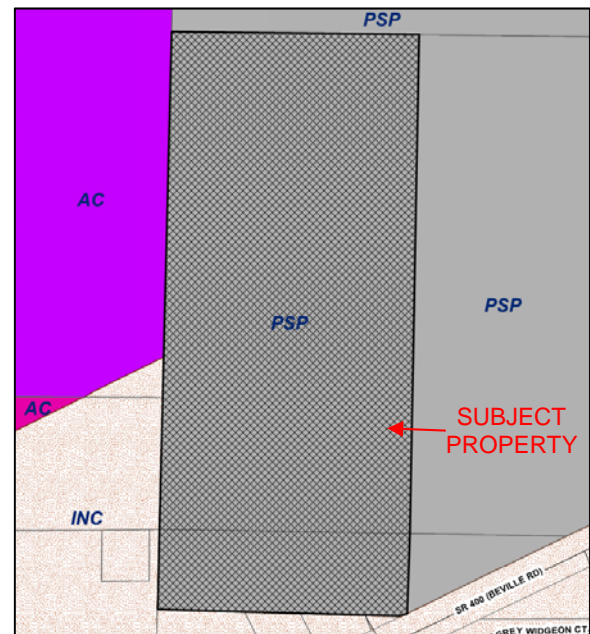 PSP
AC
PSP
PSP
AC
SUBJECT
PROPERTY
INC
SR 400 (BEVILLE RD)
GREY WIDGEON CT.